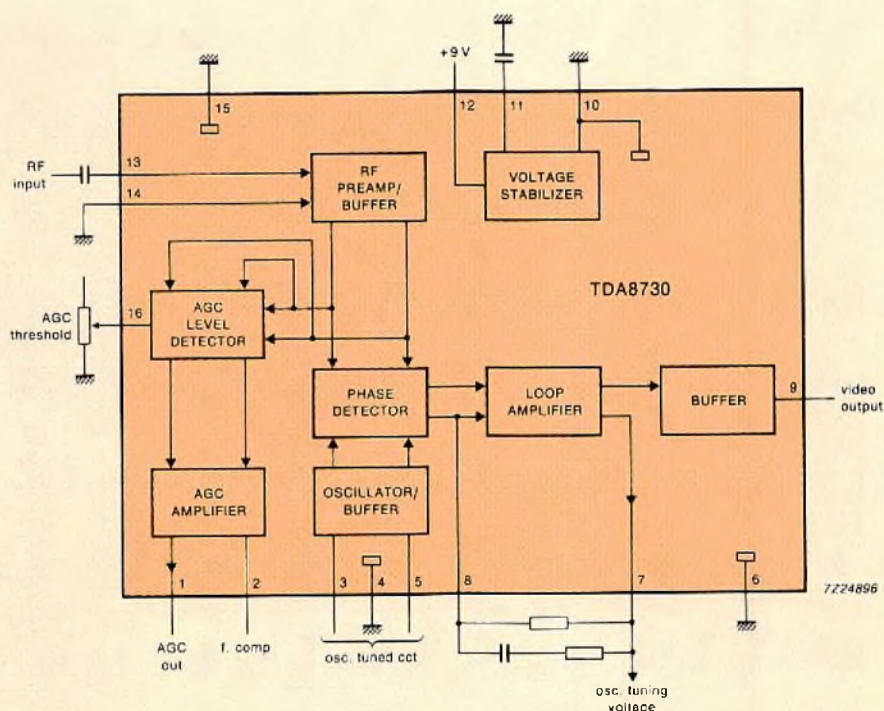 +9 V
15
12
11
10
RF
input
13
14
RF
PREAMP/
BUFFER
VOLTAGE
STABILIZER
TDA8730
AGC
threshold
16
AGC
LEVEL
DETECTOR
PHASE
DETECTOR
LOOP
AMPLIFIER
BUFFER
9
video
output
AGC
AMPLIFIER
OSCILLATOR/
BUFFER
1
2
3
4
5
8
7
6
7Z24896
AGC
out
f. comp
osc. tuned cct
osc. tuning
voltage